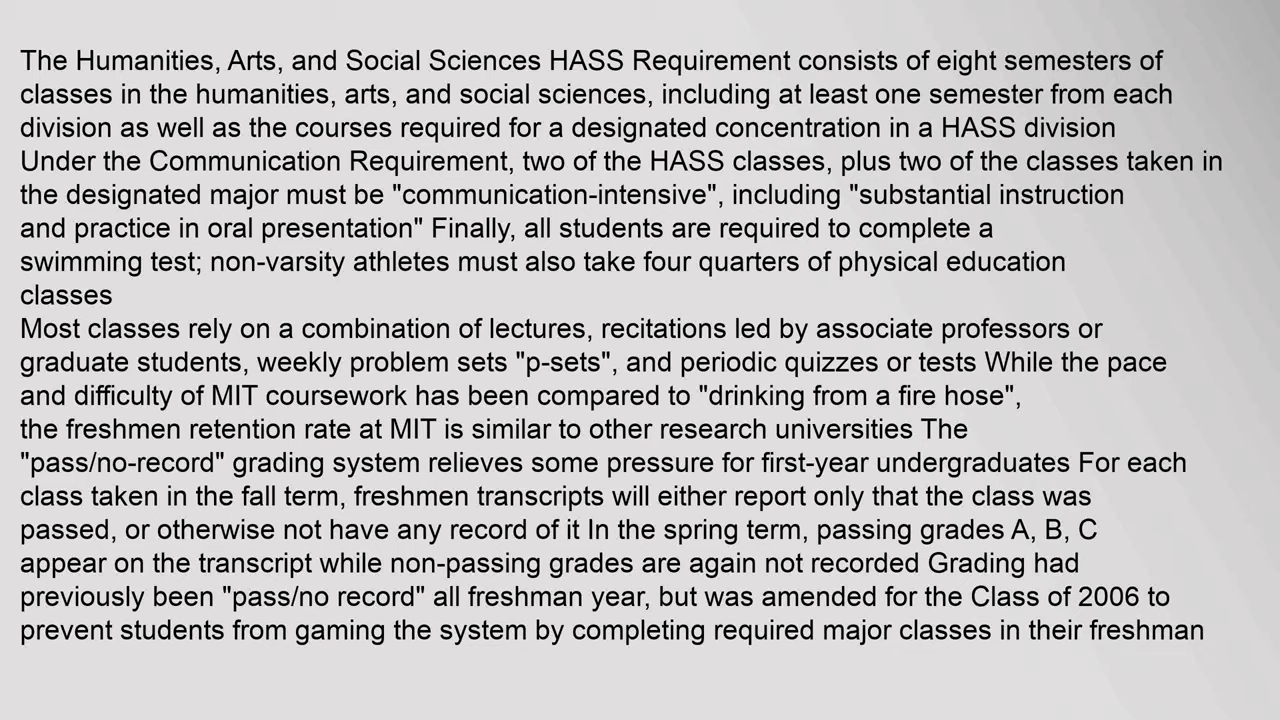 The Humanities, Arts, and Social Sciences HASS Requirement consists of eight semesters of
classes in the humanities, arts, and social sciences, including at least one semester from each
division as well as the courses required for a designated concentration in a HASS division
Under the Communication Requirement, two of the HASS classes, plus two of the classes taken in
the designated major must be "communication-intensive", including "substantial instruction
and practice in oral presentation" Finally, all students are required to complete a
swimming test; non-varsity athletes must also take four quarters of physical education
classes
Most classes rely on a combination of lectures, recitations led by associate professors or
graduate students, weekly problem sets "p-sets", and periodic quizzes or tests While the pace
and difficulty of MIT coursework has been compared to "drinking from a fire hose",
the freshmen retention rate at MIT is similar to other research universities The
"pass/no-record" grading system relieves some pressure for first-year undergraduates For each
class taken in the fall term, freshmen transcripts will either report only that the class was
passed, or otherwise not have any record of it In the spring term, passing grades A, B, C
appear on the transcript while non-passing grades are again not recorded Grading had
previously been "pass/no record" all freshman year, but was amended for the Class of 2006 to
prevent students from gaming the system by completing required major classes in their freshman